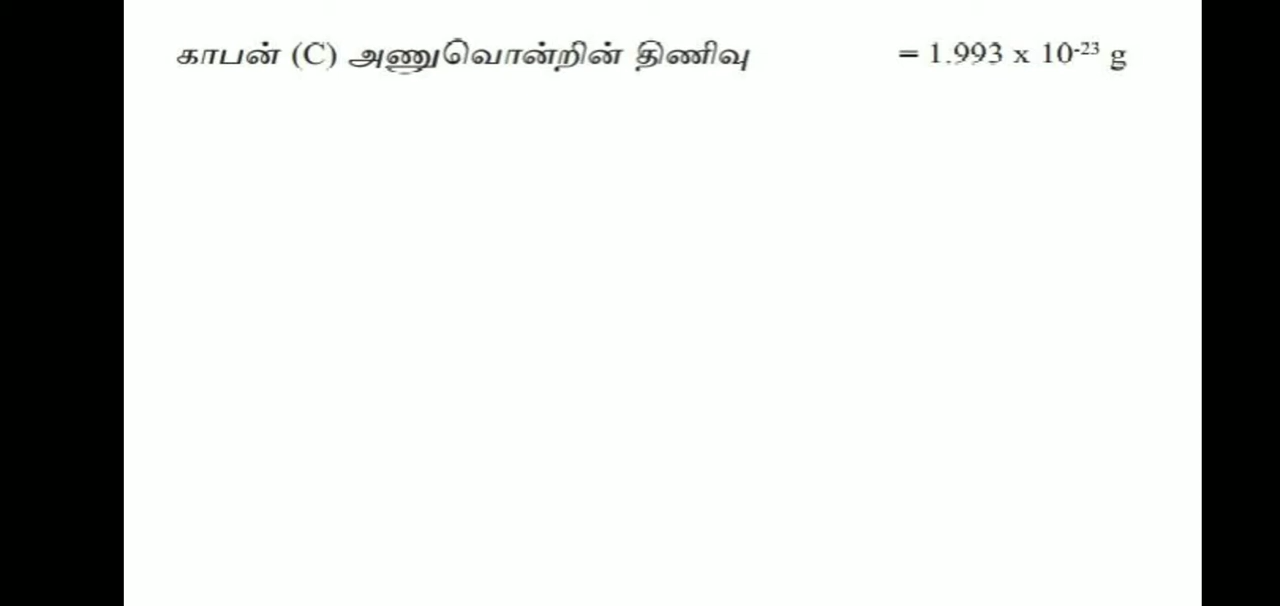 காபன் (C) அணுவொன்றின் திணிவு = 1.993 x 10⁻²³ g